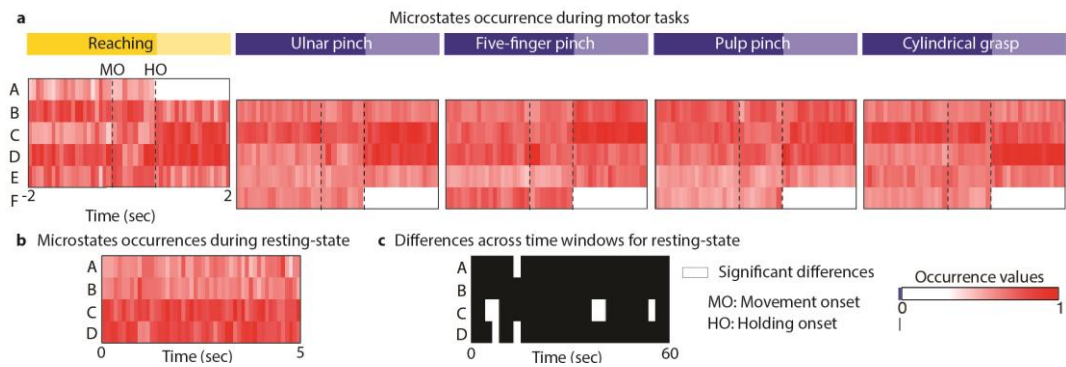 a
Microstates occurrence during motor tasks
Reaching
Ulnar pinch
Five-finger pinch
Pulp pinch
Cylindrical grasp
MO
HO
A
B
C
D
E
F
-2
2
Time (sec)
b Microstates occurrences during resting-state
A
B
C
D
0
5
Time (sec)
c Differences across time windows for resting-state
A
B
C
D
0
60
Time (sec)
Significant differences
MO: Movement onset
HO: Holding onset
Occurrence values
0
1